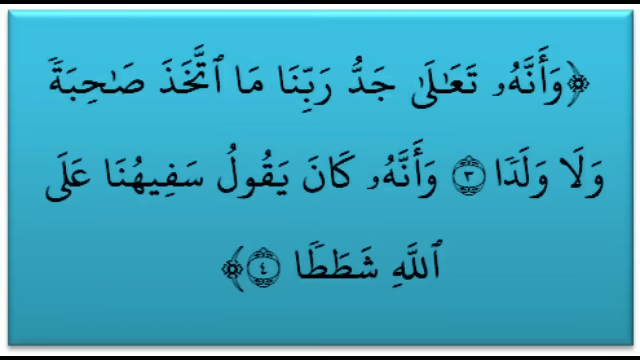 ﴿وَأَنَّهُۥ تَعَٰلَىٰ جَدُّ رَبِّنَا مَا ٱتَّخَذَ صَٰحِبَةٗ
وَلَا وَلَدٗا ٣ وَأَنَّهُۥ كَانَ يَقُولُ سَفِيهُنَا عَلَى
ٱللَّهِ شَطَطٗا ٤﴾